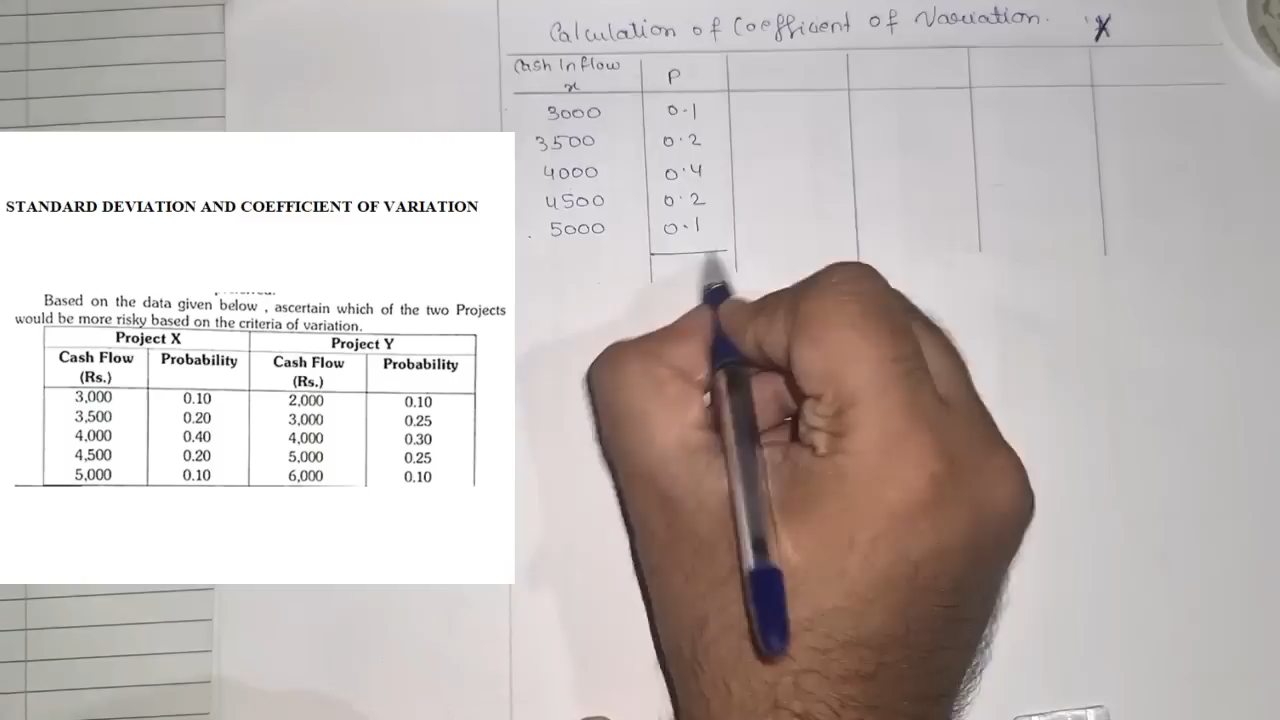 Calculation of Coefficient of Variation. 'X'
Cash Inflow x P
3000 0.1
3500 0.2
4000 0.4
4500 0.2
5000 0.1
STANDARD DEVIATION AND COEFFICIENT OF VARIATION
Based on the data given below , ascertain which of the two Projects
would be more risky based on the criteria of variation.
Project X Project Y
Cash Flow (Rs.) Probability Cash Flow (Rs.) Probability
3,000 0.10 2,000 0.10
3,500 0.20 3,000 0.25
4,000 0.40 4,000 0.30
4,500 0.20 5,000 0.25
5,000 0.10 6,000 0.10